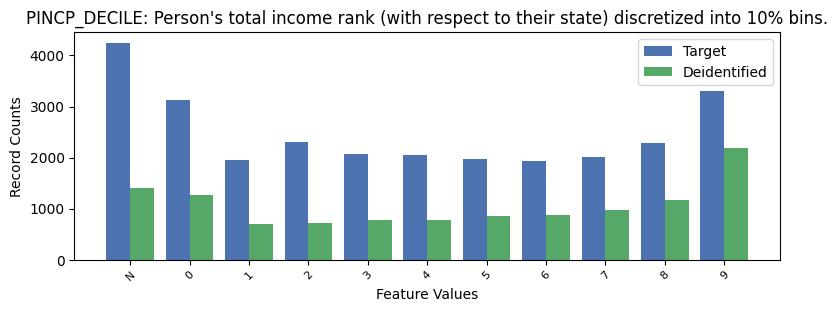 PINCP_DECILE: Person's total income rank (with respect to their state) discretized into 10% bins.
Target
Deidentified
4000
3000
2000
1000
0
Record Counts
N 0 1 2 3 4 5 6 7 8 9
Feature Values